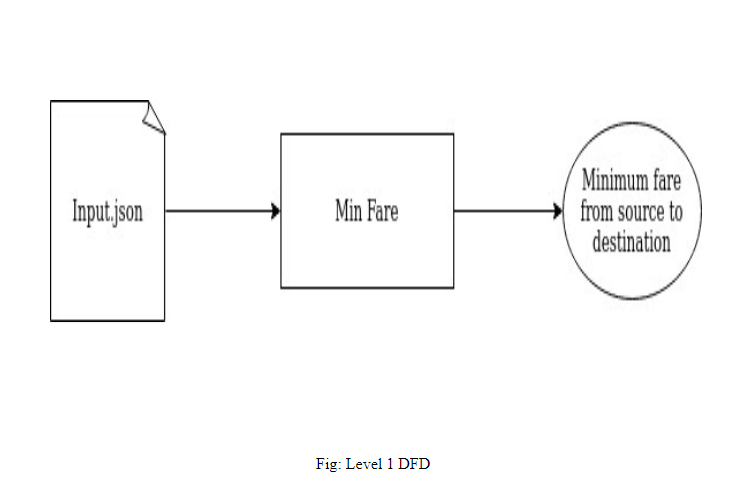 Input.json
Min Fare
Minimum fare
from source to
destination
Fig: Level 1 DFD